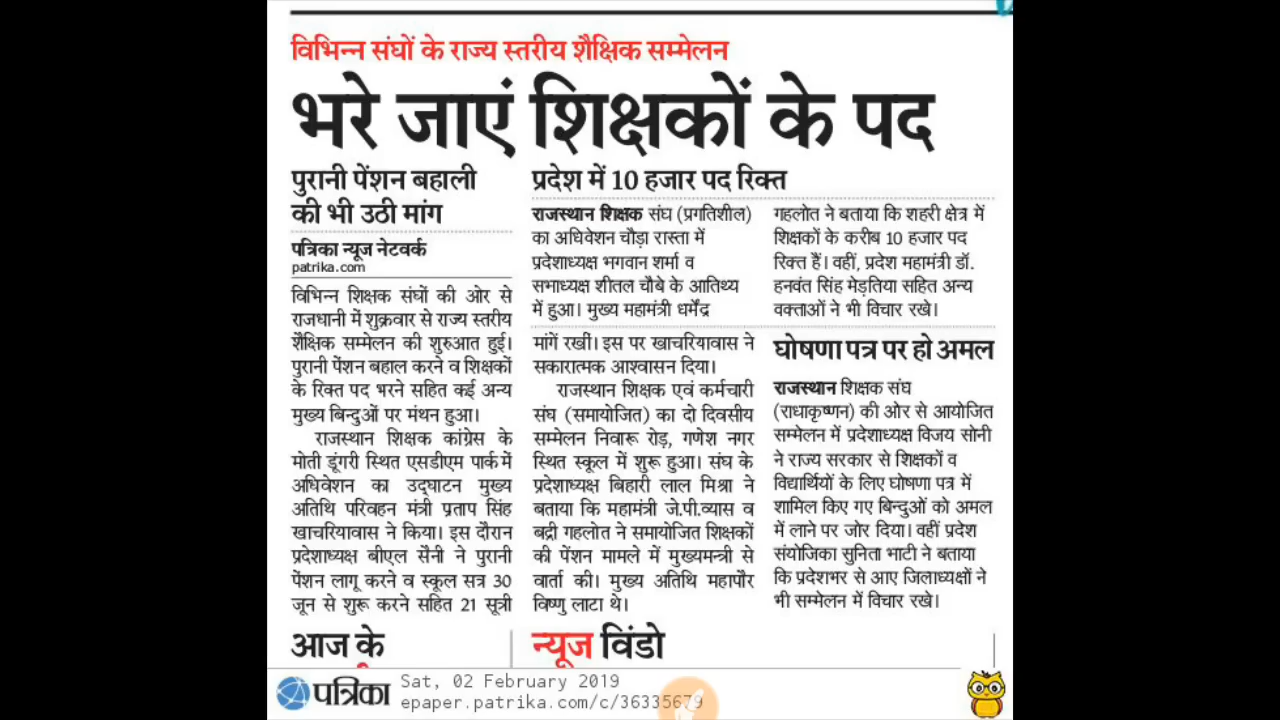 विभिन्न संघों के राज्य स्तरीय शैक्षिक सम्मेलन
भरे जाएं शिक्षकों के पद
पुरानी पेंशन बहाली
की भी उठी मांग
पत्रिका न्यूज नेटवर्क
patrika.com
विभिन्न शिक्षक संघों की ओर से
राजधानी में शुक्रवार से राज्य स्तरीय
शैक्षिक सम्मेलन की शुरुआत हुई।
पुरानी पेंशन बहाल करने व शिक्षकों
के रिक्त पद भरने सहित कई अन्य
मुख्य बिन्दुओं पर मंथन हुआ।
राजस्थान शिक्षक कांग्रेस के
मोती डूंगरी स्थित एसडीएम पार्क में
अधिवेशन का उद्घाटन मुख्य
अतिथि परिवहन मंत्री प्रताप सिंह
खाचरियावास ने किया। इस दौरान
प्रदेशाध्यक्ष बीएल सैनी ने पुरानी
पेंशन लागू करने व स्कूल सत्र 30
जून से शुरू करने सहित 21 सूत्री
प्रदेश में 10 हजार पद रिक्त
राजस्थान शिक्षक संघ (प्रगतिशील)
का अधिवेशन चौड़ा रास्ता में
प्रदेशाध्यक्ष भगवान शर्मा व
सभाध्यक्ष शीतल चौबे के आतिथ्य
में हुआ। मुख्य महामंत्री धर्मेंद्र
गहलोत ने बताया कि शहरी क्षेत्र में
शिक्षकों के करीब 10 हजार पद
रिक्त हैं। वहीं, प्रदेश महामंत्री डॉ.
हनवंत सिंह मेड़तिया सहित अन्य
वक्ताओं ने भी विचार रखे।
मांगें रखीं। इस पर खाचरियावास ने
सकारात्मक आश्वासन दिया।
राजस्थान शिक्षक एवं कर्मचारी
संघ (समायोजित) का दो दिवसीय
सम्मेलन निवारू रोड़, गणेश नगर
स्थित स्कूल में शुरू हुआ। संघ के
प्रदेशाध्यक्ष बिहारी लाल मिश्रा ने
बताया कि महामंत्री जे.पी.व्यास व
बद्री गहलोत ने समायोजित शिक्षकों
की पेंशन मामले में मुख्यमन्त्री से
वार्ता की। मुख्य अतिथि महापौर
विष्णु लाटा थे।
घोषणा पत्र पर हो अमल
राजस्थान शिक्षक संघ
(राधाकृष्णन) की ओर से आयोजित
सम्मेलन में प्रदेशाध्यक्ष विजय सोनी
ने राज्य सरकार से शिक्षकों व
विद्यार्थियों के लिए घोषणा पत्र में
शामिल किए गए बिन्दुओं को अमल
में लाने पर जोर दिया। वहीं प्रदेश
संयोजिका सुनिता भाटी ने बताया
कि प्रदेशभर से आए जिलाध्यक्षों ने
भी सम्मेलन में विचार रखे।
आज के
न्यूज विंडो
पत्रिका
Sat, 02 February 2019
epaper.patrika.com/c/36335679